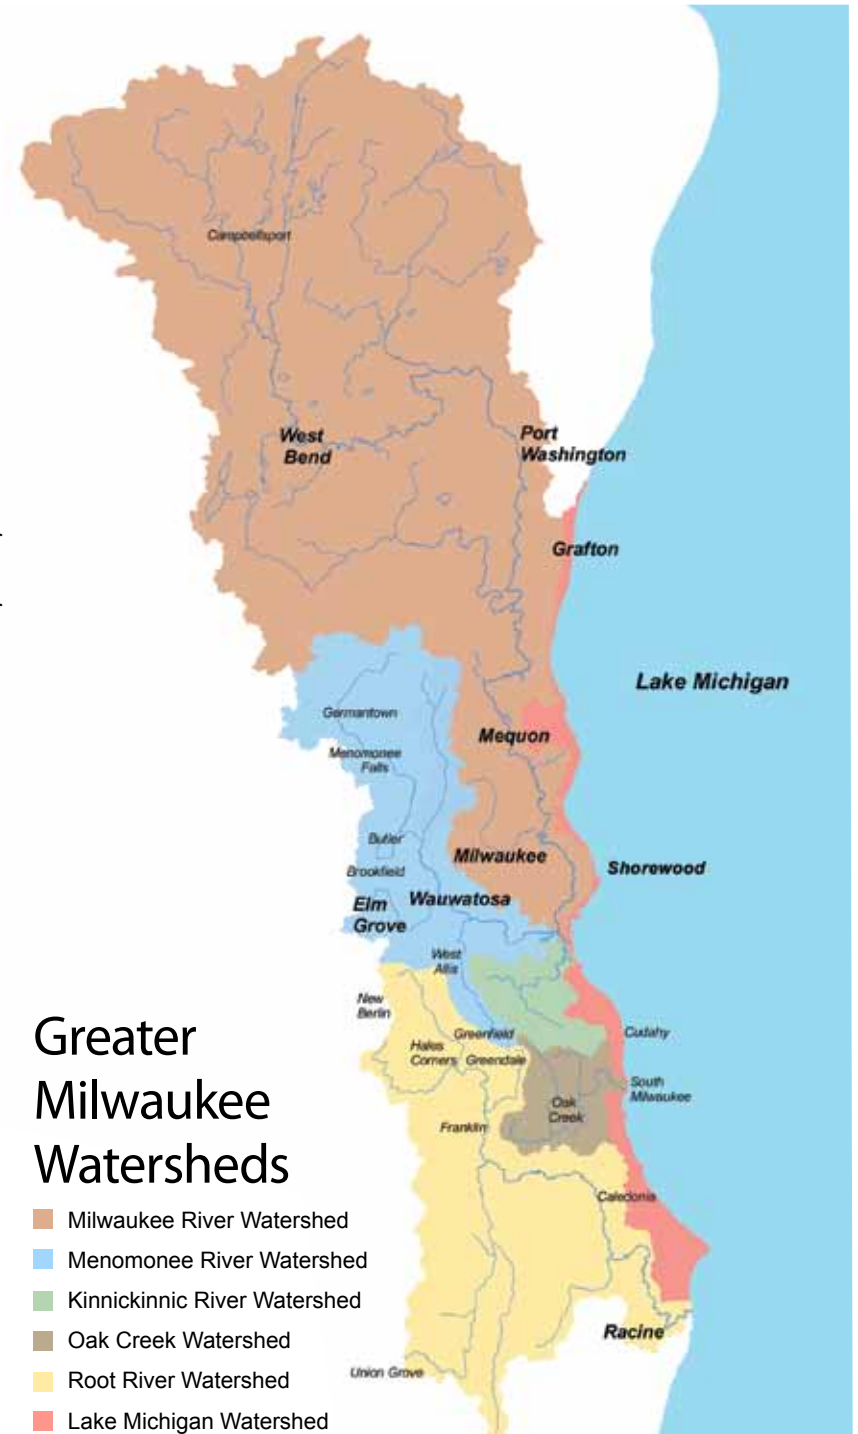 Campbellsport
West
Bend
Port
Washington
Grafton
Lake Michigan
Germantown
Mequon
Menomonee
Falls
Butler
Milwaukee
Shorewood
Brookfield
Wauwatosa
Elm
Grove
West
Allis
New
Berlin
Greenfield
Cudahy
Hales
Corners
Greendale
South
Milwaukee
Oak
Creek
Franklin
Caledonia
Racine
Union Grove
Greater
Milwaukee
Watersheds
Milwaukee River Watershed
Menomonee River Watershed
Kinnickinnic River Watershed
Oak Creek Watershed
Root River Watershed
Lake Michigan Watershed